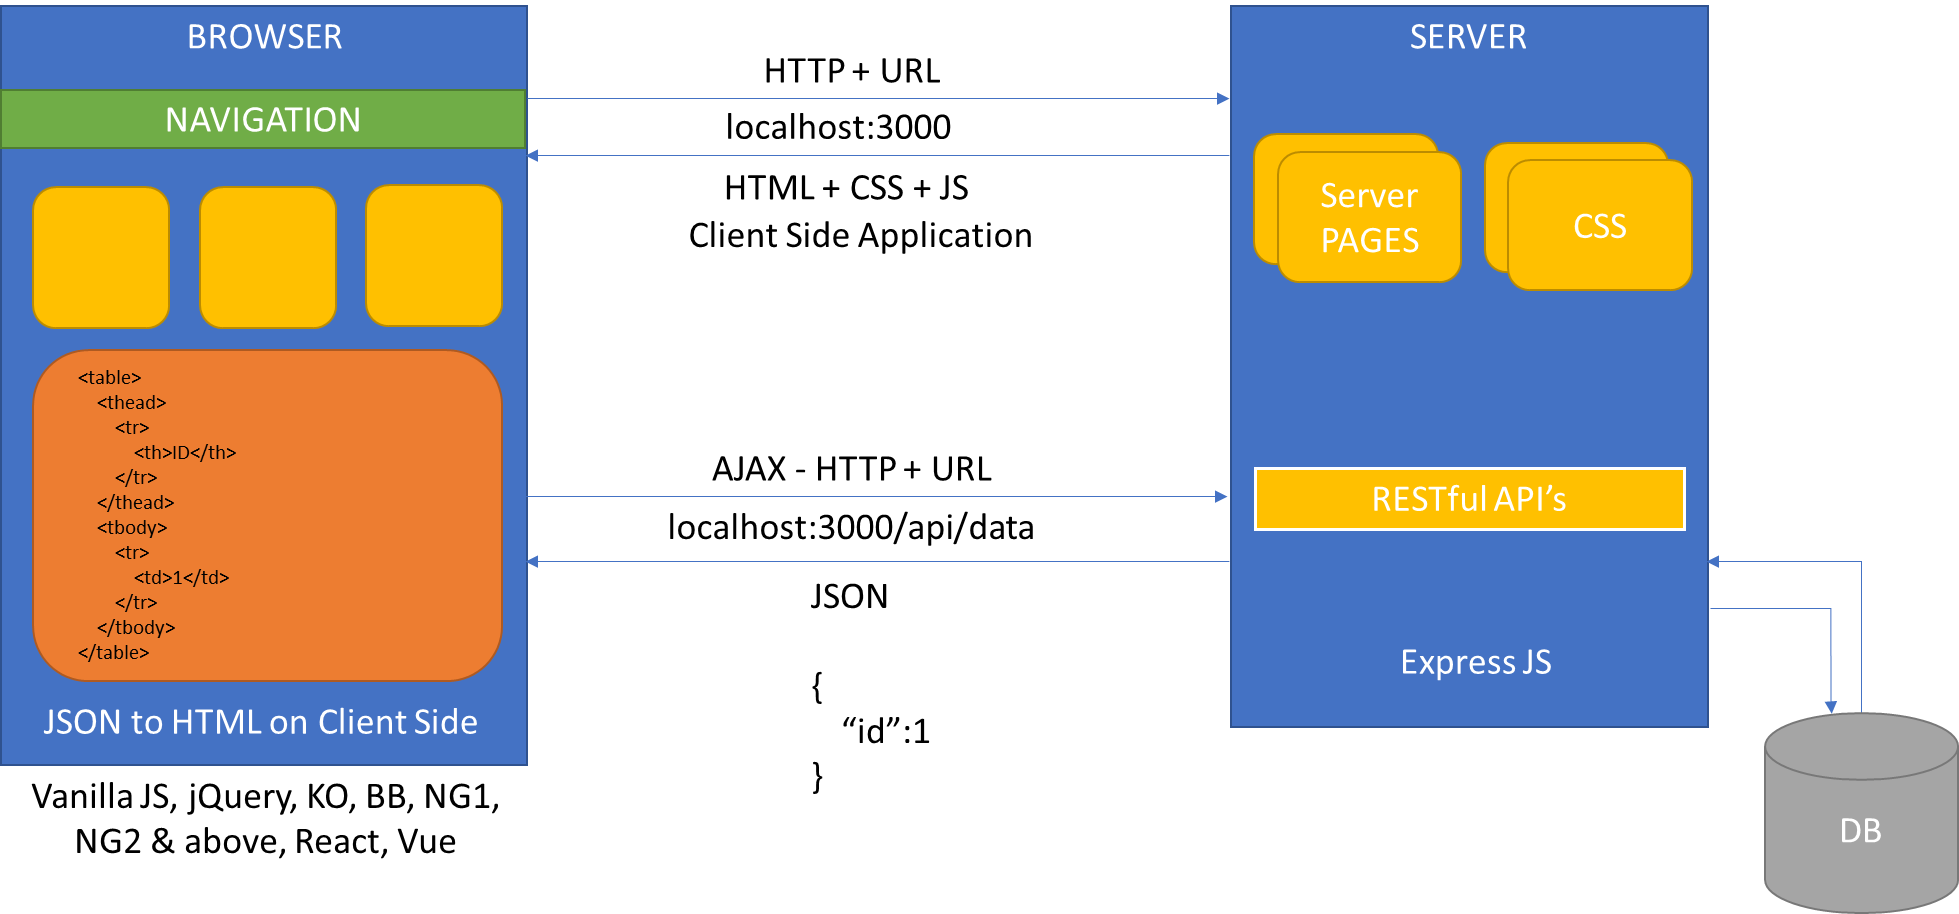 BROWSER
NAVIGATION
<table>
<thead>
<tr>
<th>ID</th>
</tr>
</thead>
<tbody>
<tr>
<td>1</td>
</tr>
</tbody>
</table>
JSON to HTML on Client Side
Vanilla JS, jQuery, KO, BB, NG1,
NG2 & above, React, Vue
HTTP + URL
localhost:3000
HTML + CSS + JS
Client Side Application
AJAX - HTTP + URL
localhost:3000/api/data
JSON
{
“id”:1
}
SERVER
Server
PAGES
CSS
RESTful API’s
Express JS
DB